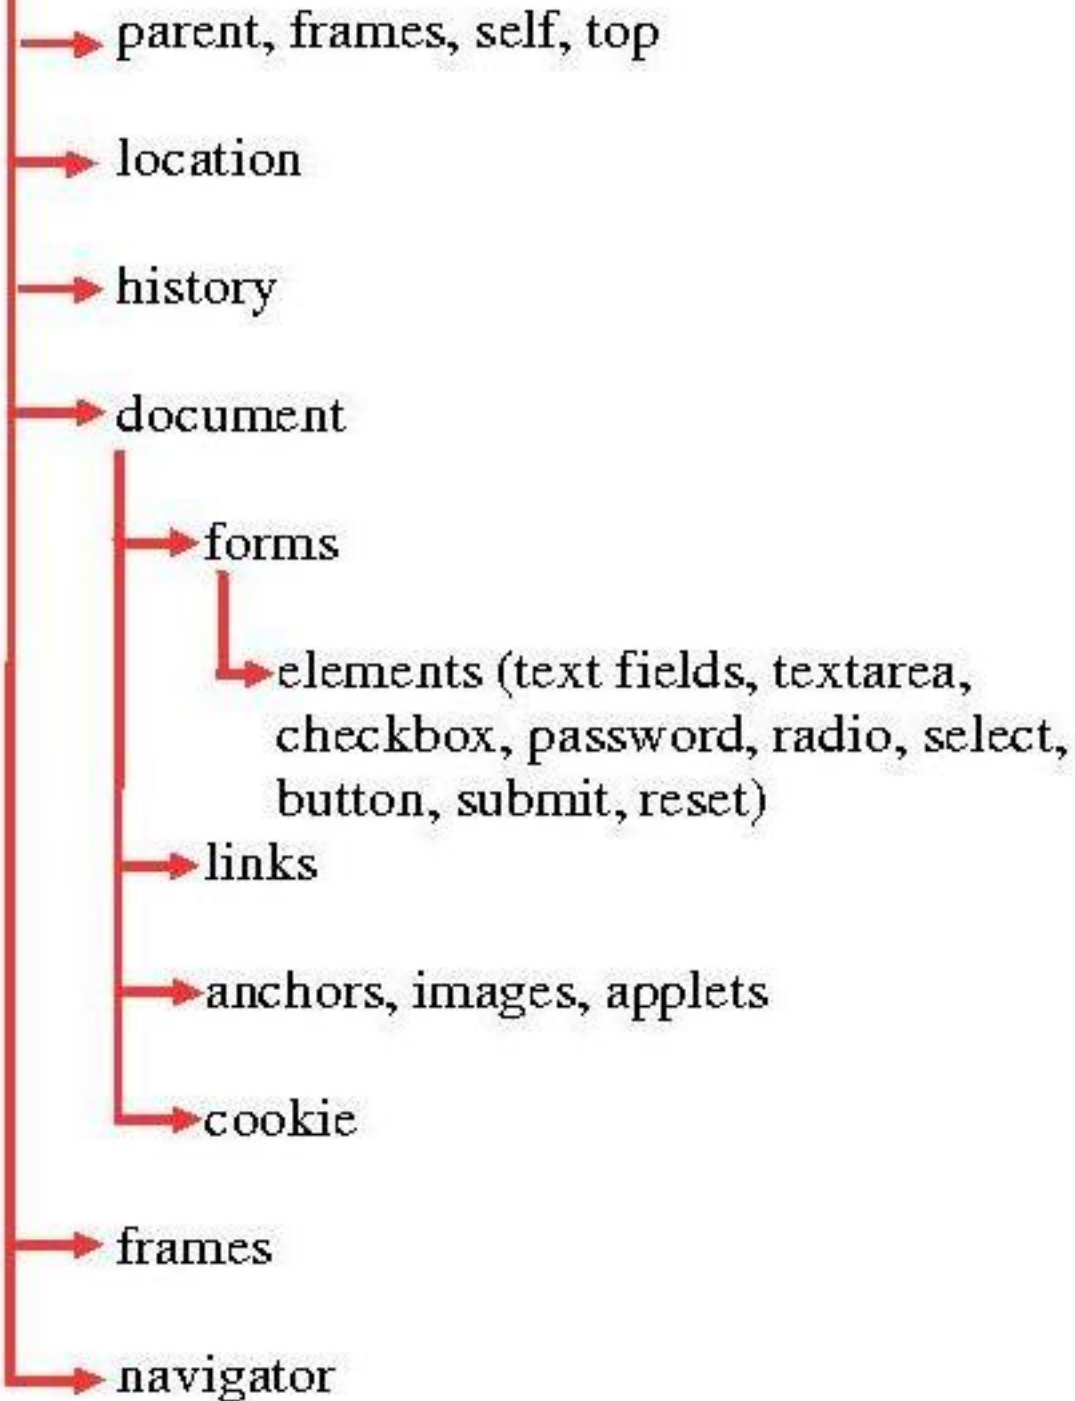 parent, frames, self, top
location
history
document
forms
elements (text fields, textarea,
checkbox, password, radio, select,
button, submit, reset)
links
anchors, images, applets
cookie
frames
navigator